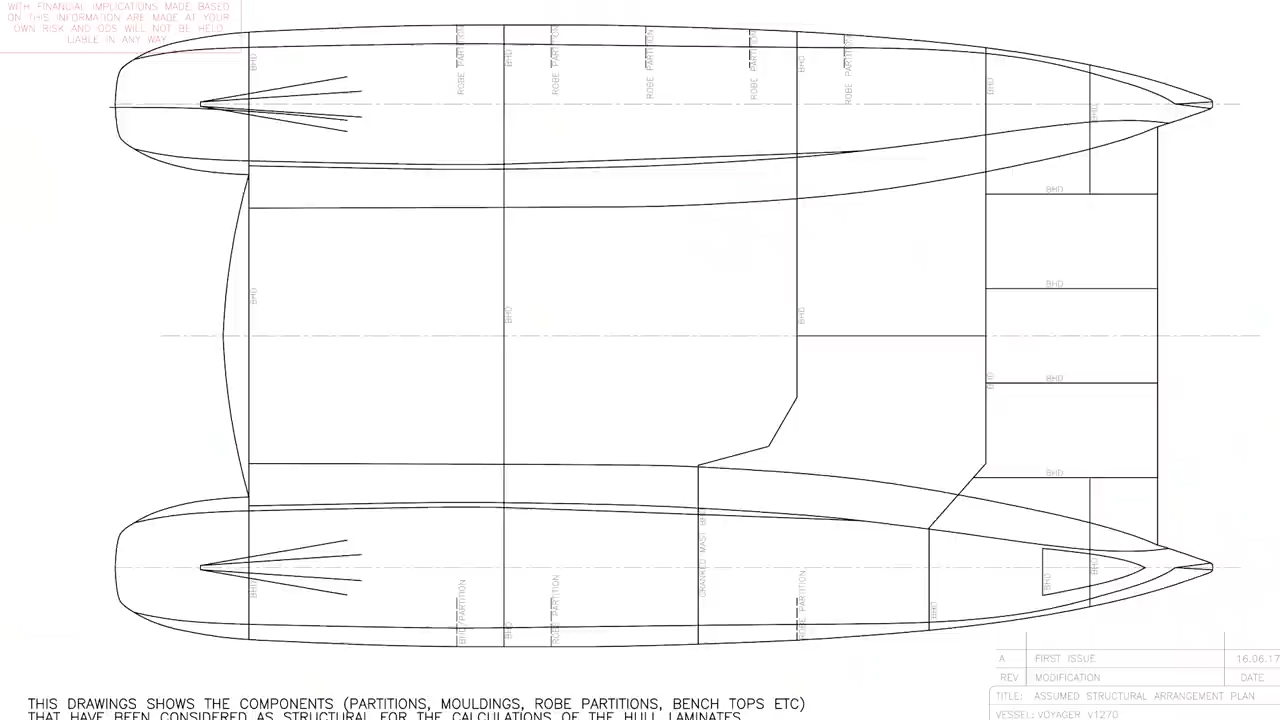 WITH FINANCIAL IMPLICATIONS MADE BASED
ON THIS INFORMATION ARE MADE AT YOUR
OWN RISK AND ODS WILL NOT BE HELD
LIABLE IN ANY WAY
BHD
ROBE PARTITION
BHD
ROBE PARTITION
ROBE PARTITION
ROBE PARTITION
BHD
ROBE PARTITION
BHD
BHD
BHD
BHD
BHD
BHD
BHD
BHD
BHD
BHD
BHD
BHD/PARTITION
BHD
ROBE PARTITION
CRANKED MAST BHD
ROBE PARTITION
BHD
BHD
BHD
A FIRST ISSUE 16.06.17
REV MODIFICATION DATE
TITLE: ASSUMED STRUCTURAL ARRANGEMENT PLAN
VESSEL: VOYAGER V1270
THIS DRAWINGS SHOWS THE COMPONENTS (PARTITIONS, MOULDINGS, ROBE PARTITIONS, BENCH TOPS ETC)
THAT HAVE BEEN CONSIDERED AS STRUCTURAL FOR THE CALCULATIONS OF THE HULL LAMINATES